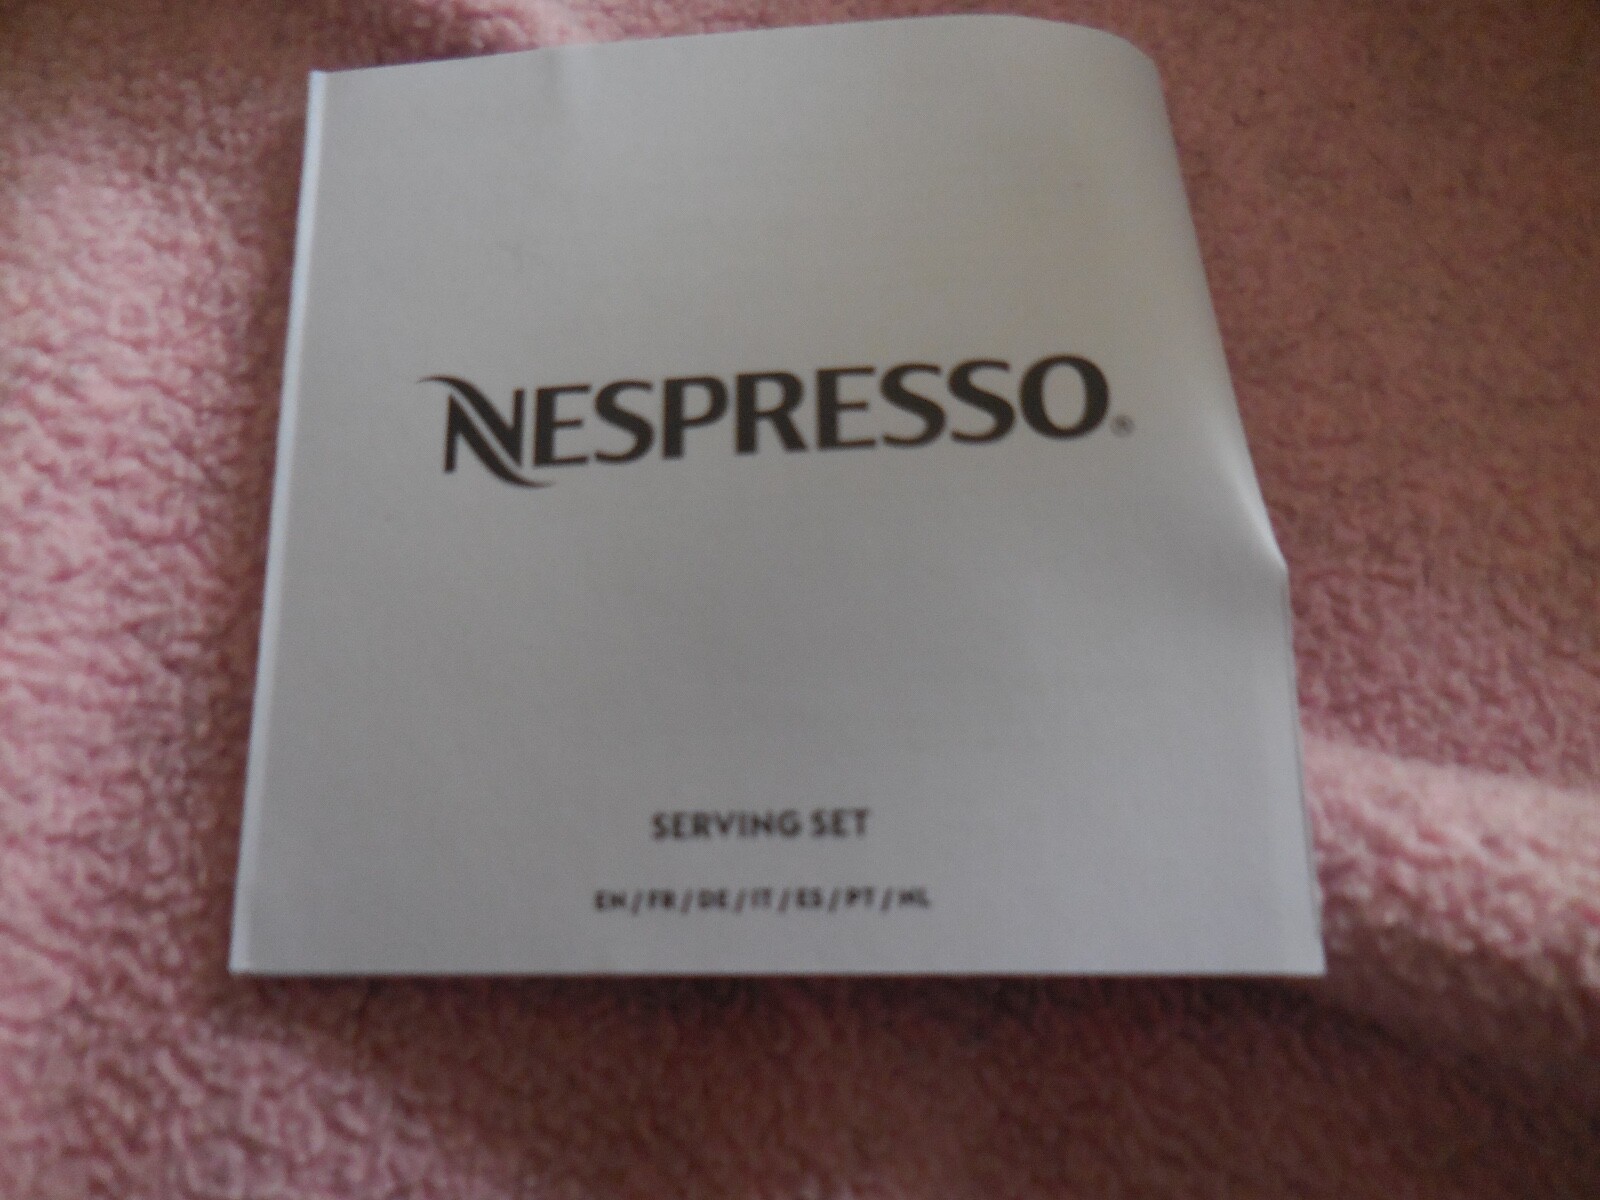 NESPRESSO®
SERVING SET
EN / FR / DE / IT / ES / PT / NL